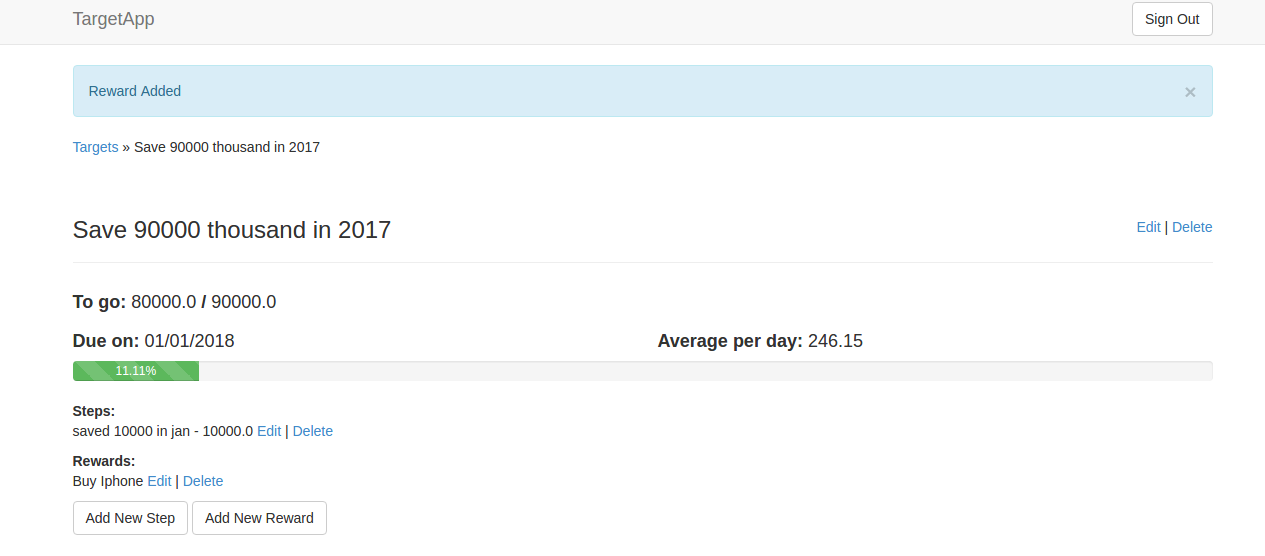 TargetApp
Sign Out
Reward Added
×
Targets » Save 90000 thousand in 2017
Save 90000 thousand in 2017
Edit | Delete
To go: 80000.0 / 90000.0
Due on: 01/01/2018
Average per day: 246.15
11.11%
Steps:
saved 10000 in jan - 10000.0 Edit | Delete
Rewards:
Buy Iphone Edit | Delete
Add New Step
Add New Reward